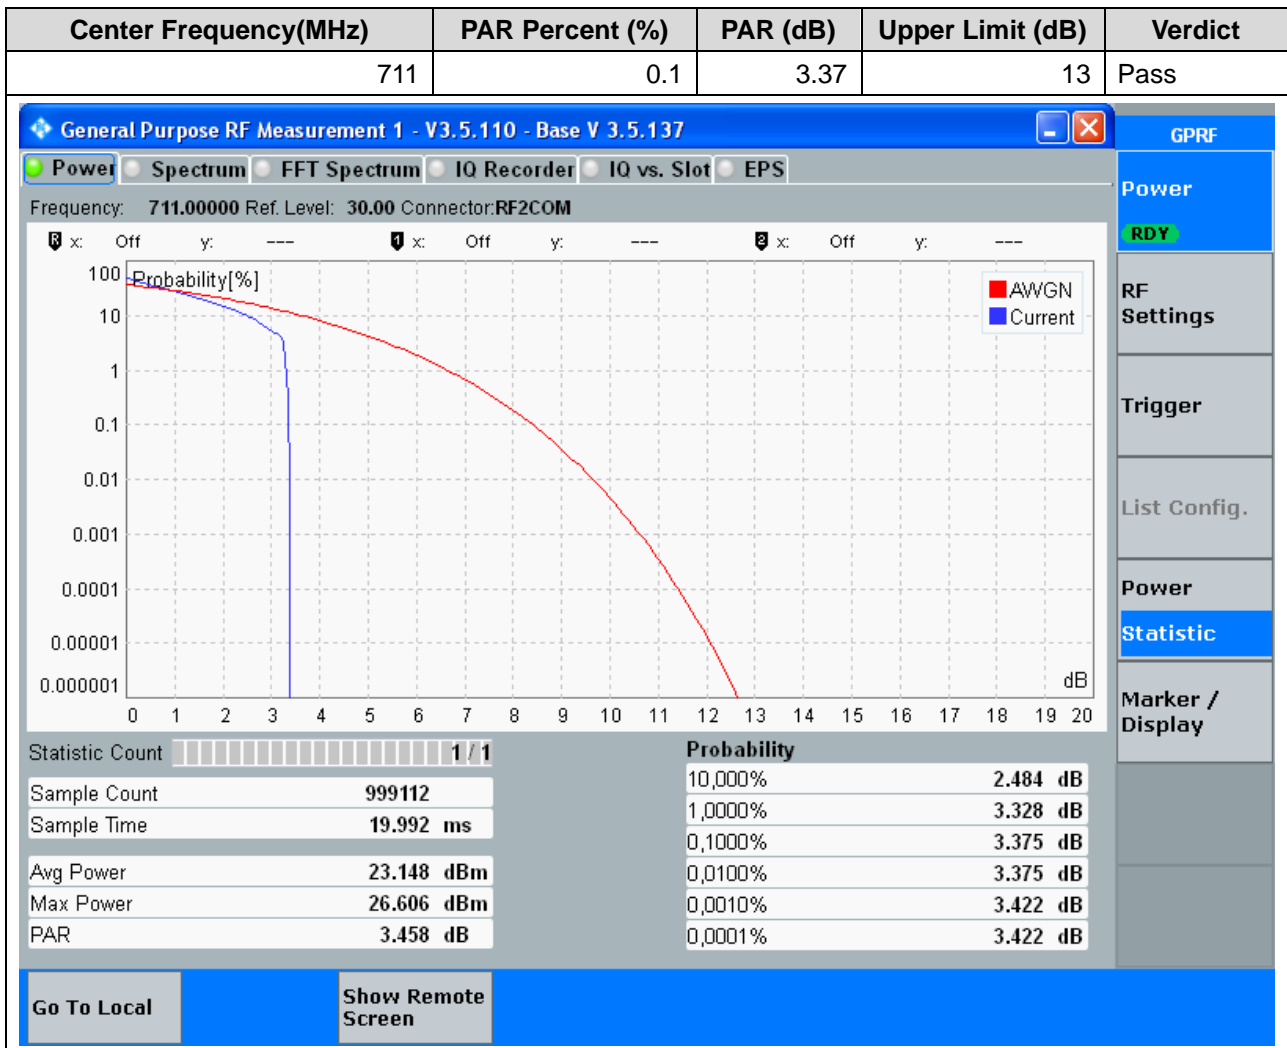 Center Frequency(MHz) PAR Percent (%) PAR (dB) Upper Limit (dB) Verdict
711 0.1 3.37 13 Pass
General Purpose RF Measurement 1 - V3.5.110 - Base V 3.5.137
GPRF
Power Spectrum FFT Spectrum IQ Recorder IQ vs. Slot EPS
Frequency: 711.00000 Ref. Level: 30.00 Connector:RF2COM
R x: Off y: --- 1 x: Off y: --- 2 x: Off y: ---
Probability[%]
AWGN
Current
100
10
1
0.1
0.01
0.001
0.0001
0.00001
0.000001
dB
0 1 2 3 4 5 6 7 8 9 10 11 12 13 14 15 16 17 18 19 20
Statistic Count 1 / 1
Sample Count 999112
Sample Time 19.992 ms
Avg Power 23.148 dBm
Max Power 26.606 dBm
PAR 3.458 dB
Probability
10,000% 2.484 dB
1,0000% 3.328 dB
0,1000% 3.375 dB
0,0100% 3.375 dB
0,0010% 3.422 dB
0,0001% 3.422 dB
Power
RDY
RF
Settings
Trigger
List Config.
Power
Statistic
Marker /
Display
Go To Local
Show Remote
Screen